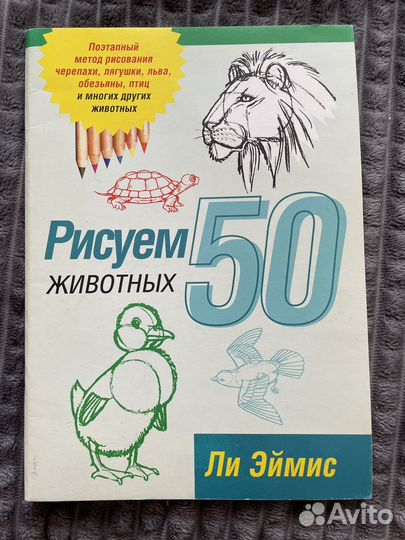 Поэтапный
метод рисования
черепахи, лягушки, льва,
обезьяны, птиц
и многих других
животных
Рисуем 50
животных
Ли Эймис
Avito